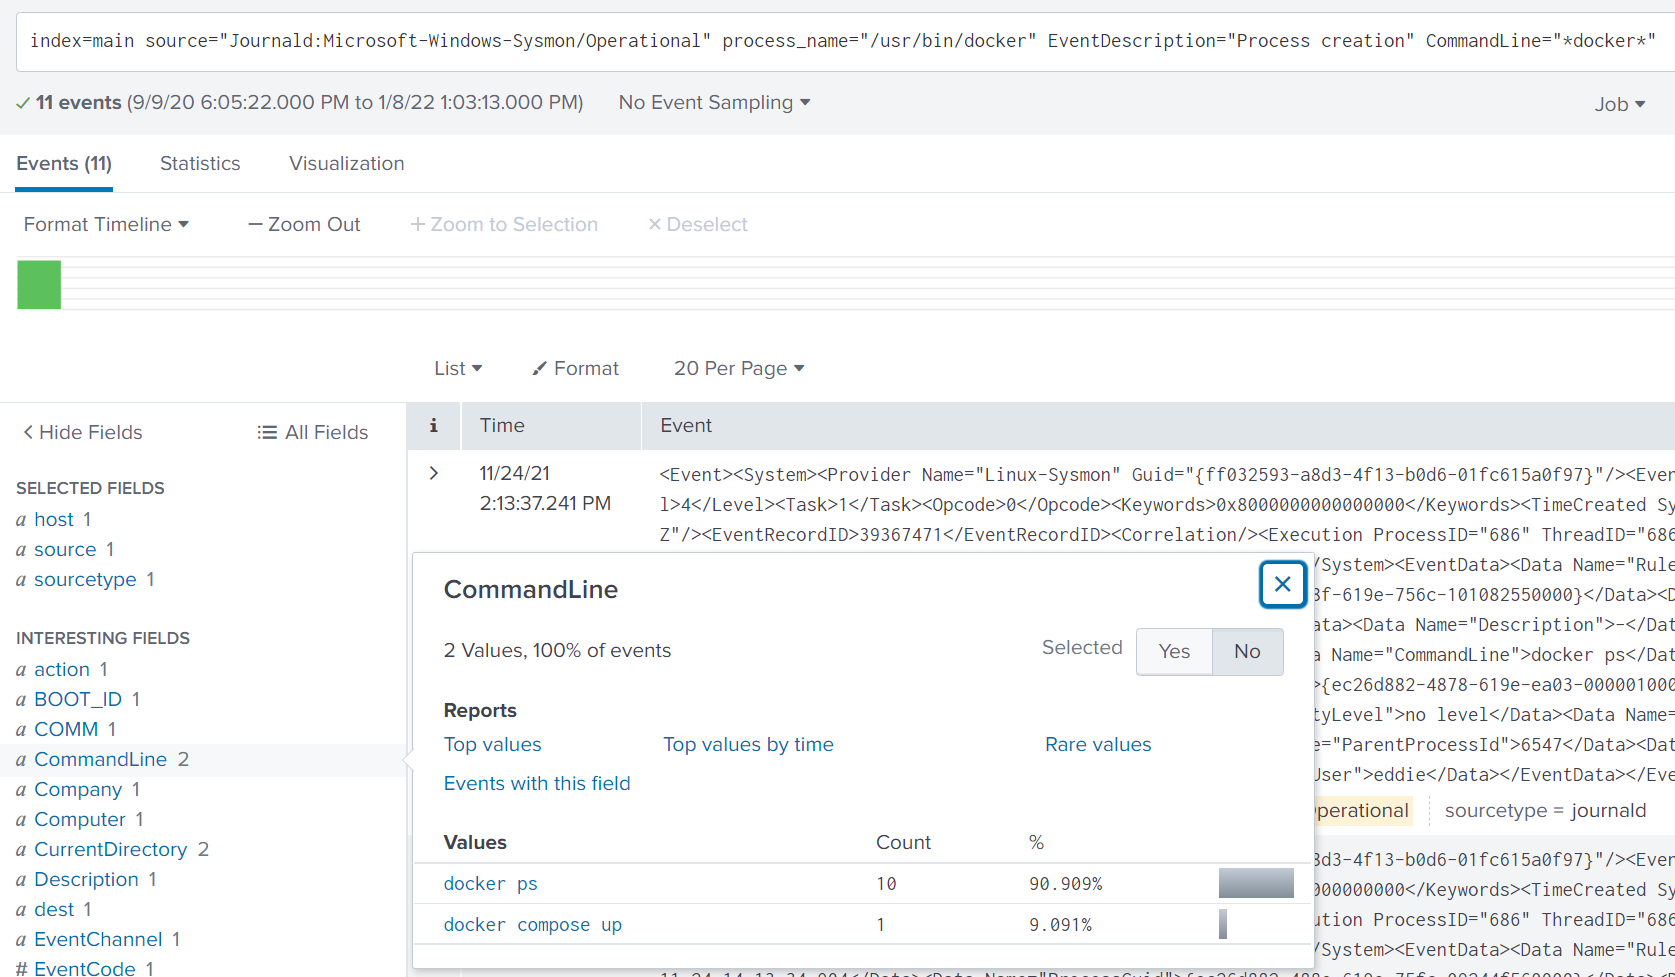 index=main source="Journald:Microsoft-Windows-Sysmon/Operational" process_name="/usr/bin/docker" EventDescription="Process creation" CommandLine="*docker*"
11 events (9/9/20 6:05:22.000 PM to 1/8/22 1:03:13.000 PM) No Event Sampling Job
Events (11) Statistics Visualization
Format Timeline — Zoom Out + Zoom to Selection × Deselect
List Format 20 Per Page
< Hide Fields All Fields
i Time Event
SELECTED FIELDS
a host 1
a source 1
a sourcetype 1
INTERESTING FIELDS
a action 1
a BOOT_ID 1
a COMM 1
a CommandLine 2
a Company 1
a Computer 1
a CurrentDirectory 2
a Description 1
a dest 1
a EventChannel 1
# EventCode 1
> 11/24/21
2:13:37.241 PM
<Event><System><Provider Name="Linux-Sysmon" Guid="{ff032593-a8d3-4f13-b0d6-01fc615a0f97}"/><Even
l>4</Level><Task>1</Task><Opcode>0</Opcode><Keywords>0x8000000000000000</Keywords><TimeCreated Sy
Z"/><EventRecordID>39367471</EventRecordID><Correlation/><Execution ProcessID="686" ThreadID="686
/System><EventData><Data Name="Rule
f-619e-756c-101082550000}</Data><D
ata><Data Name="Description">-</Dat
Name="CommandLine">docker ps</Dat
>{ec26d882-4878-619e-ea03-000001000
tyLevel">no level</Data><Data Name=
e="ParentProcessId">6547</Data><Dat
User">eddie</Data></EventData></Eve
perational sourcetype = journald
d3-4f13-b0d6-01fc615a0f97}"/><Even
000000000</Keywords><TimeCreated Sy
ution ProcessID="686" ThreadID="686
/System><EventData><Data Name="Rule
CommandLine
×
2 Values, 100% of events Selected Yes No
Reports
Top values Top values by time Rare values
Events with this field
Values Count %
docker ps 10 90.909%
docker compose up 1 9.091%